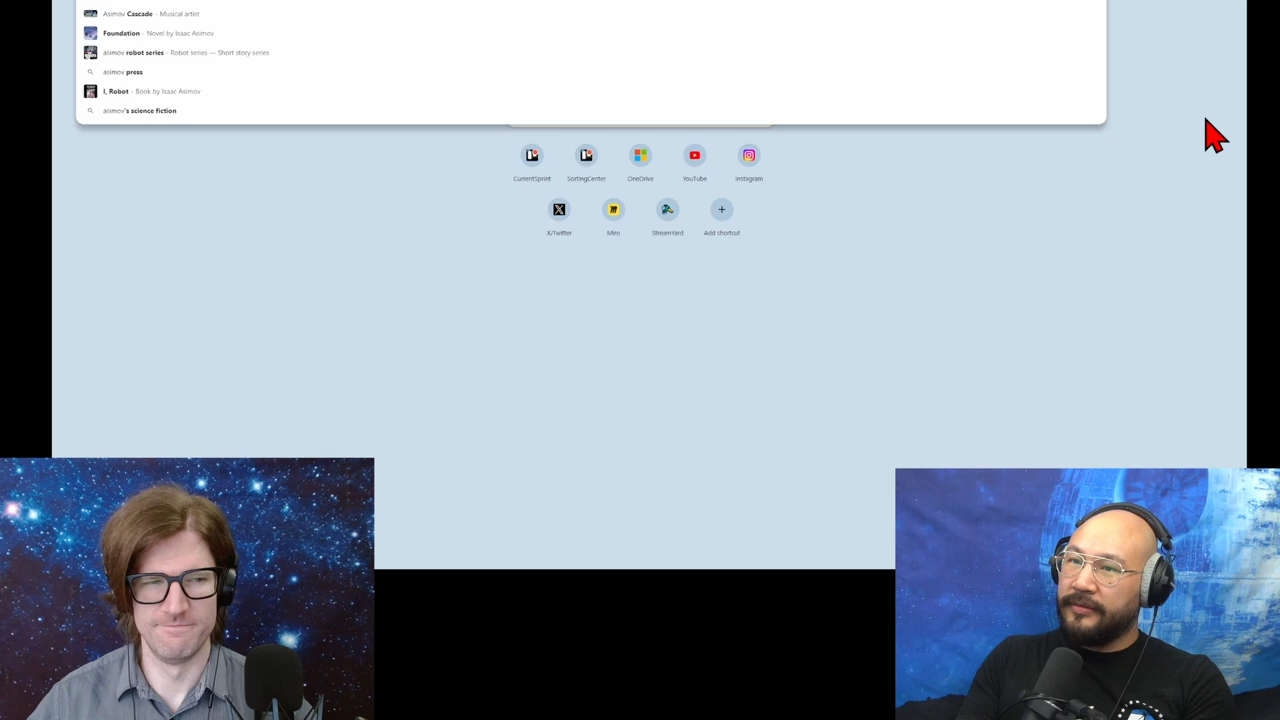 Asimov Cascade - Musical artist
Foundation - Novel by Isaac Asimov
asimov robot series - Robot series — Short story series
asimov press
I, Robot - Book by Isaac Asimov
asimov's science fiction
CurrentSprint SortingCenter OneDrive YouTube Instagram
X/Twitter Miro StreamYard Add shortcut